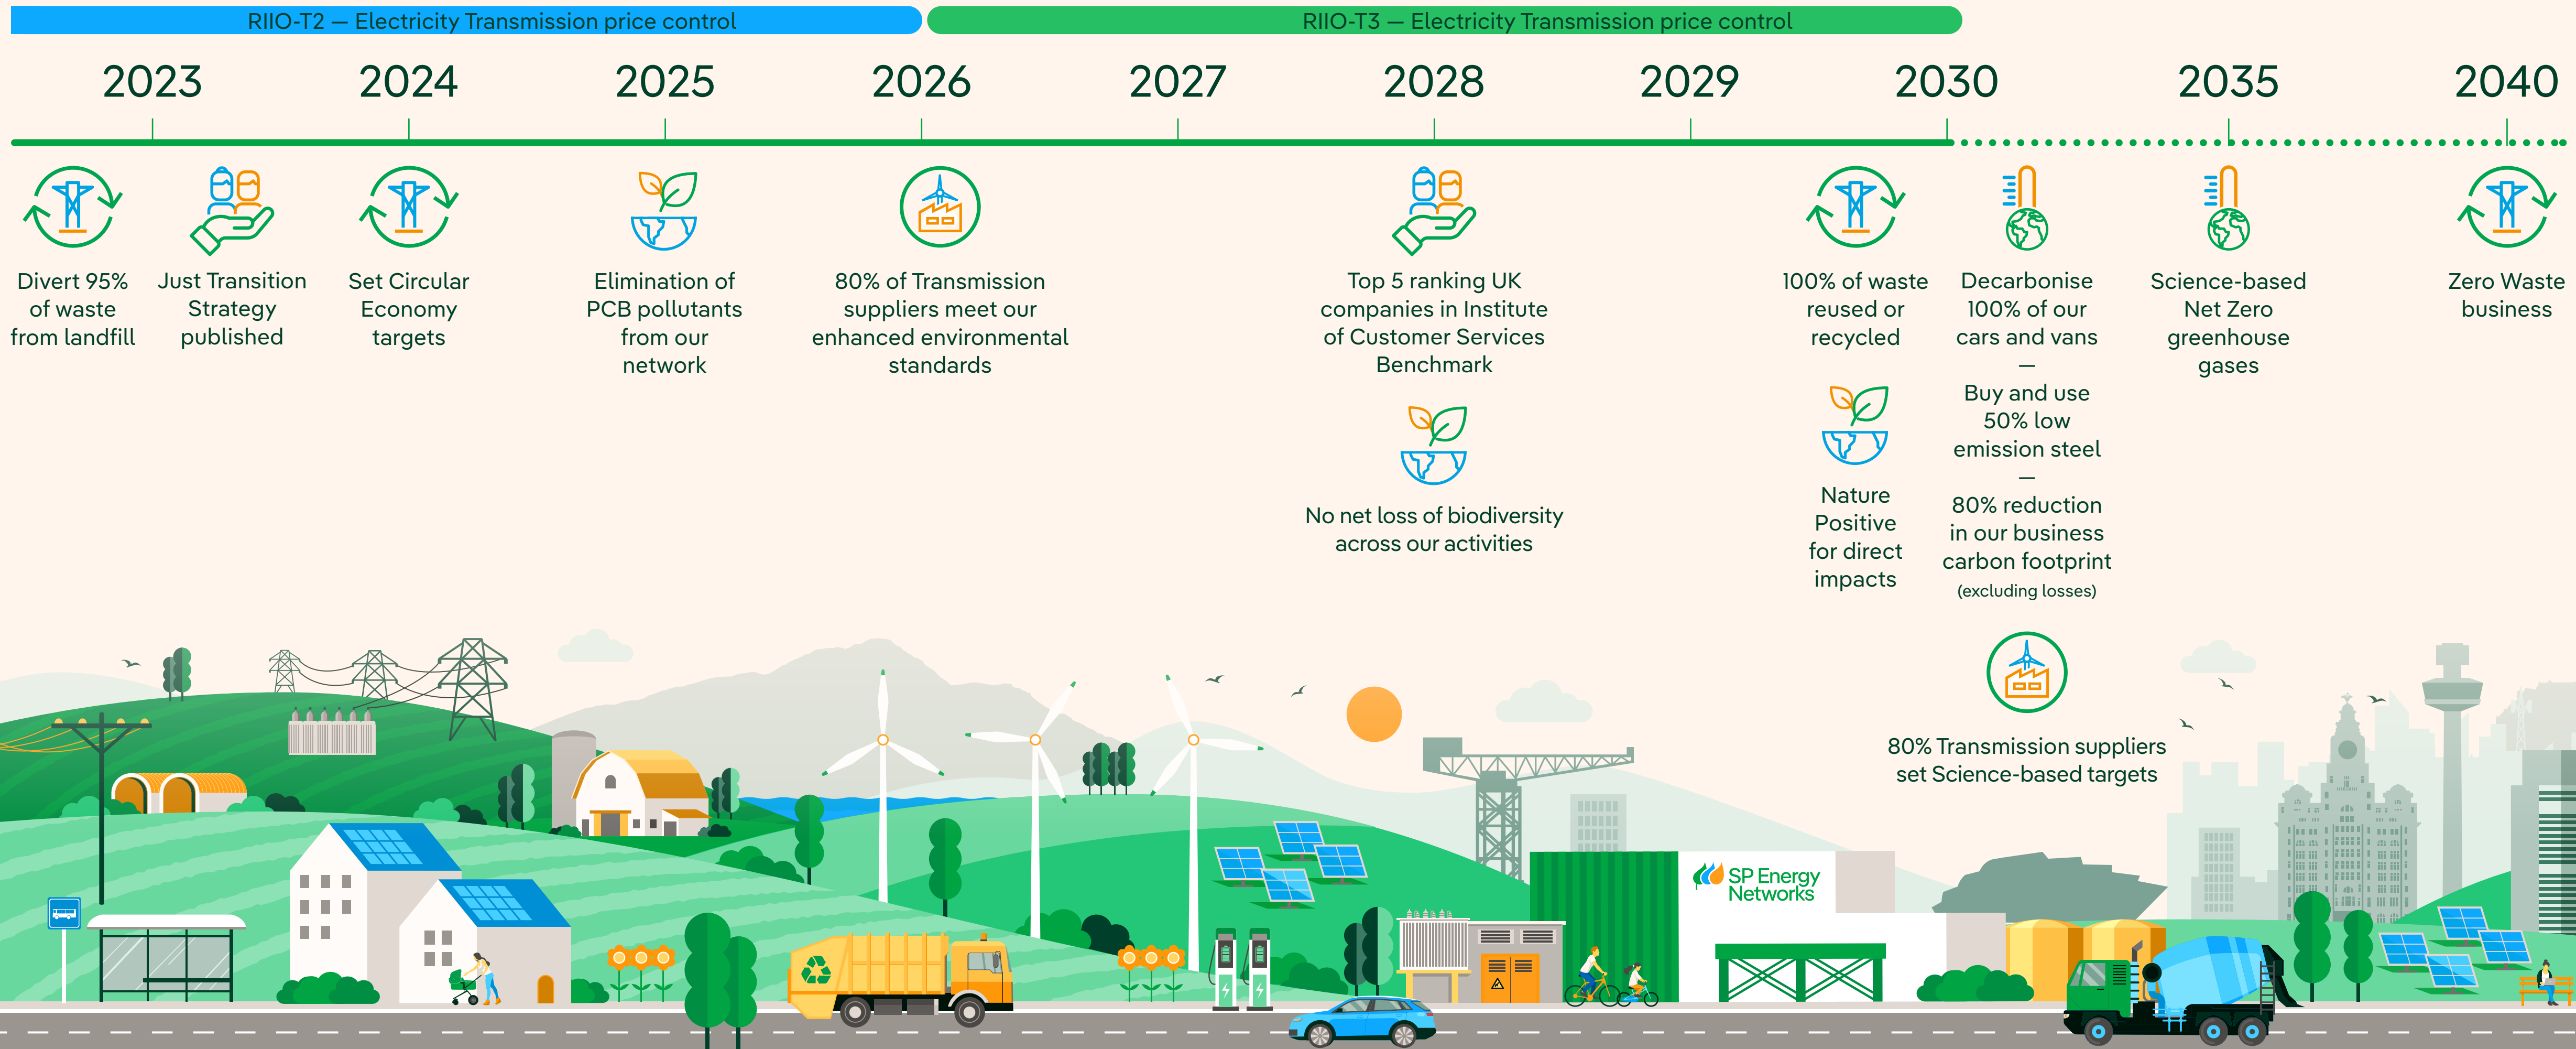 RIIO-T2 — Electricity Transmission price control
RIIO-T3 — Electricity Transmission price control
2023
2024
2025
2026
2027
2028
2029
2030
2035
2040
Divert 95%
of waste
from landfill
Just Transition
Strategy
published
Set Circular
Economy
targets
Elimination of
PCB pollutants
from our
network
80% of Transmission
suppliers meet our
enhanced environmental
standards
Top 5 ranking UK
companies in Institute
of Customer Services
Benchmark
No net loss of biodiversity
across our activities
100% of waste
reused or
recycled
Nature
Positive
for direct
impacts
Decarbonise
100% of our
cars and vans
—
Buy and use
50% low
emission steel
—
80% reduction
in our business
carbon footprint
(excluding losses)
80% Transmission suppliers
set Science-based targets
Science-based
Net Zero
greenhouse
gases
Zero Waste
business
SP Energy
Networks